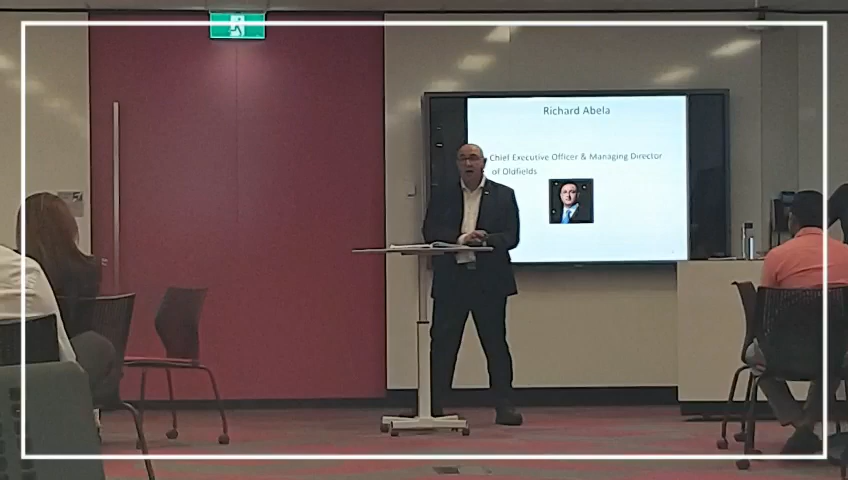 Richard Abela
Chief Executive Officer & Managing Director
of Oldfields